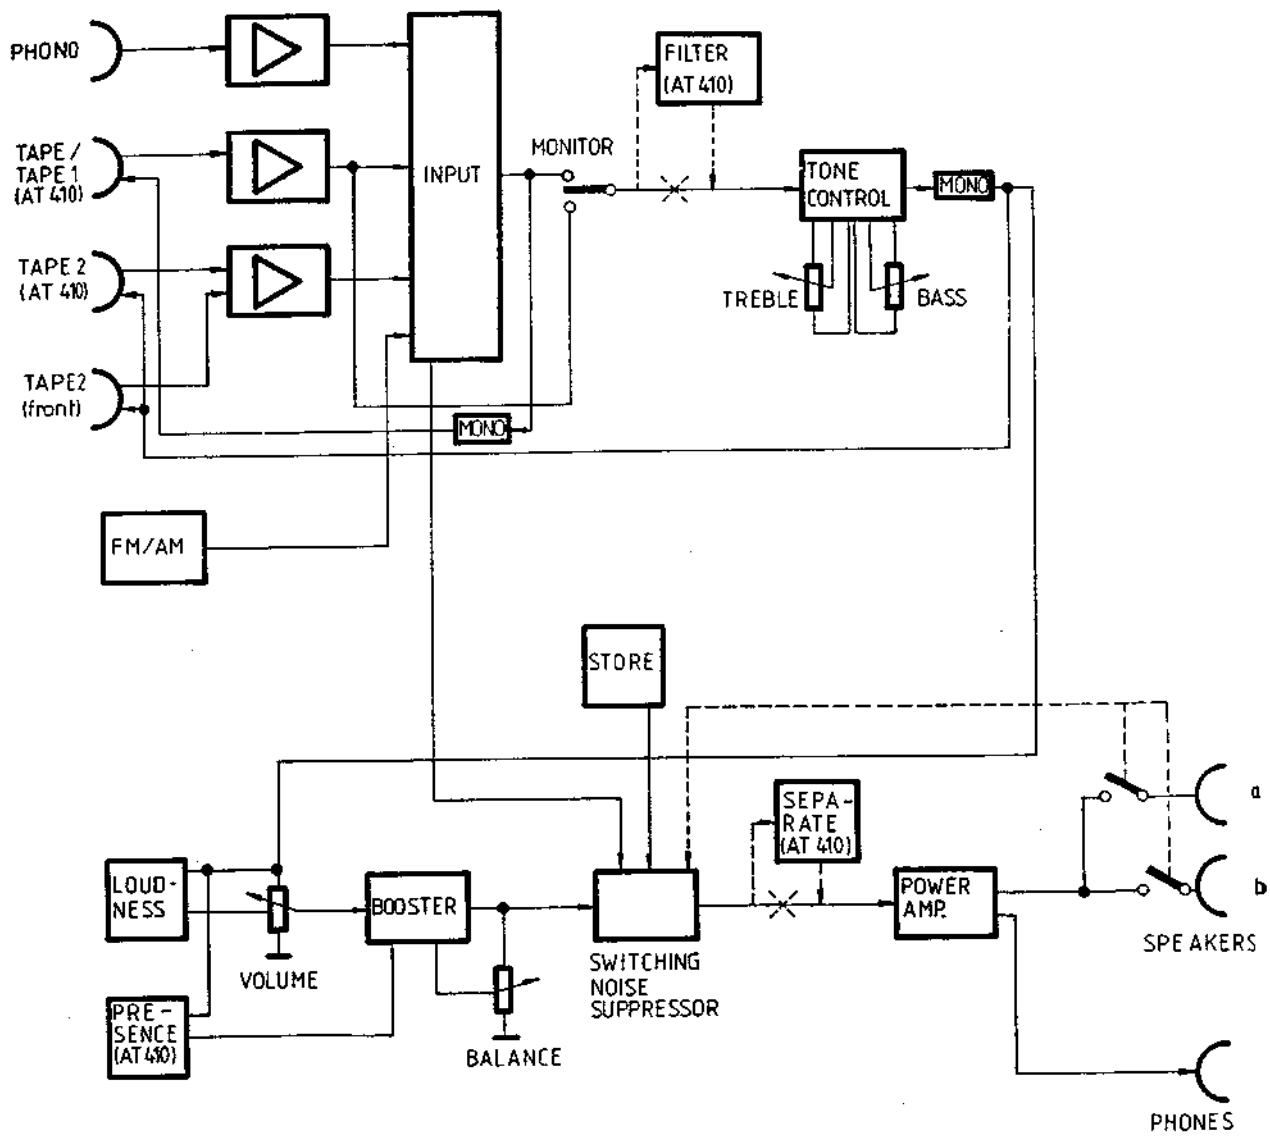 PHONO
TAPE /
TAPE 1
(AT 410)
TAPE 2
(AT 410)
TAPE2
(front)
FM/AM
INPUT
MONITOR
FILTER
(AT 410)
TONE
CONTROL
MONO
TREBLE
BASS
MONO
STORE
SEPA-
RATE
(AT 410)
a
b
SPEAKERS
LOUD-
NESS
VOLUME
BOOSTER
BALANCE
SWITCHING
NOISE
SUPPRESSOR
POWER
AMP.
PRE-
SENCE
(AT 410)
PHONES